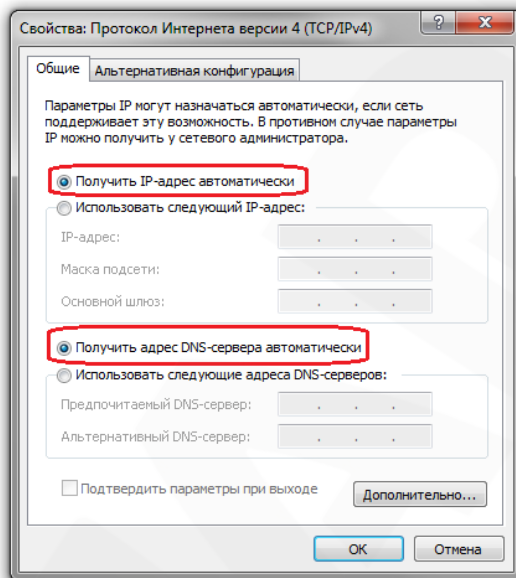 Свойства: Протокол Интернета версии 4 (TCP/IPv4)
Общие
Альтернативная конфигурация
Параметры IP могут назначаться автоматически, если сеть
поддерживает эту возможность. В противном случае параметры
IP можно получить у сетевого администратора.
Получить IP-адрес автоматически
Использовать следующий IP-адрес:
IP-адрес:
Маска подсети:
Основной шлюз:
Получить адрес DNS-сервера автоматически
Использовать следующие адреса DNS-серверов:
Предпочитаемый DNS-сервер:
Альтернативный DNS-сервер:
Подтвердить параметры при выходе
Дополнительно...
ОК
Отмена